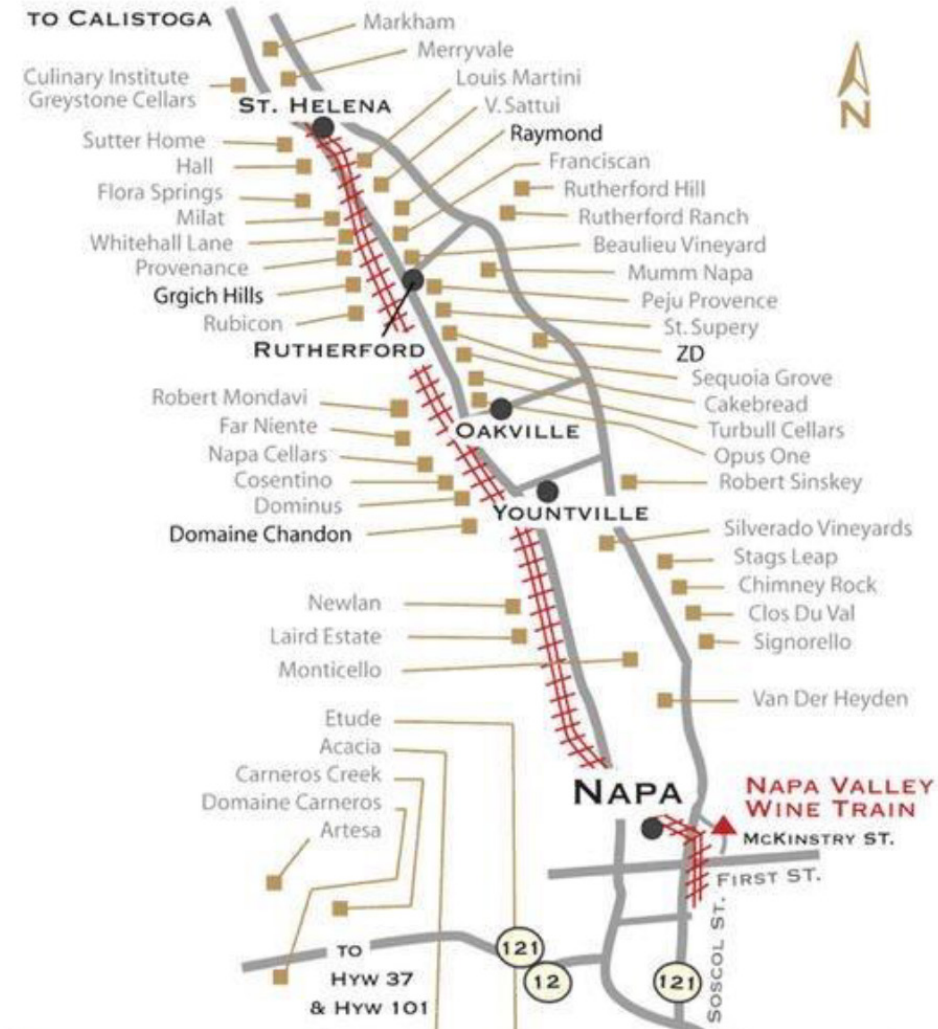 TO CALISTOGA
Markham
Merryvale
Culinary Institute
Greystone Cellars
Louis Martini
ST. HELENA
V. Sattui
N
Raymond
Sutter Home
Franciscan
Hall
Rutherford Hill
Flora Springs
Rutherford Ranch
Milat
Whitehall Lane
Beaulieu Vineyard
Provenance
Mumm Napa
Grgich Hills
Peju Provence
Rubicon
St. Supery
RUTHERFORD
ZD
Sequoia Grove
Robert Mondavi
Cakebread
Far Niente
OAKVILLE
Turbull Cellars
Napa Cellars
Opus One
Cosentino
Robert Sinskey
Dominus
YOUNTVILLE
Domaine Chandon
Silverado Vineyards
Stags Leap
Chimney Rock
Newlan
Clos Du Val
Laird Estate
Signorello
Monticello
Van Der Heyden
Etude
Acacia
Carneros Creek
NAPA
NAPA VALLEY
WINE TRAIN
Domaine Carneros
Artesa
MCKINSTRY ST.
FIRST ST.
SOSCOL ST.
TO
HYW 37
& HYW 101
121
12
121